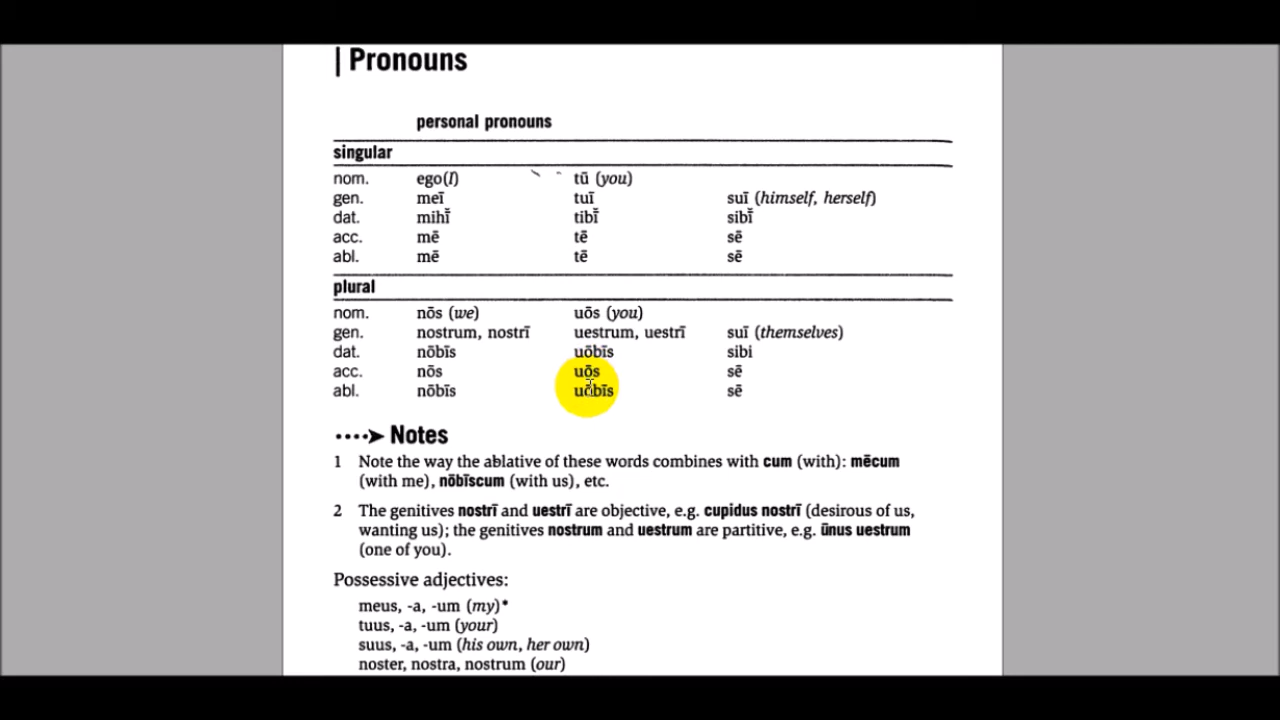 Pronouns
personal pronouns
singular
nom. ego(I) tū (you)
gen. meī tuī suī (himself, herself)
dat. mihī̆ tibī̆ sibī̆
acc. mē tē sē
abl. mē tē sē
plural
nom. nōs (we) uōs (you)
gen. nostrum, nostrī uestrum, uestrī suī (themselves)
dat. nōbīs uōbīs sibi
acc. nōs uōs sē
abl. nōbīs uōbīs sē
Notes
1 Note the way the ablative of these words combines with cum (with): mēcum
(with me), nōbīscum (with us), etc.
2 The genitives nostrī and uestrī are objective, e.g. cupidus nostrī (desirous of us,
wanting us); the genitives nostrum and uestrum are partitive, e.g. ūnus uestrum
(one of you).
Possessive adjectives:
meus, -a, -um (my)*
tuus, -a, -um (your)
suus, -a, -um (his own, her own)
noster, nostra, nostrum (our)